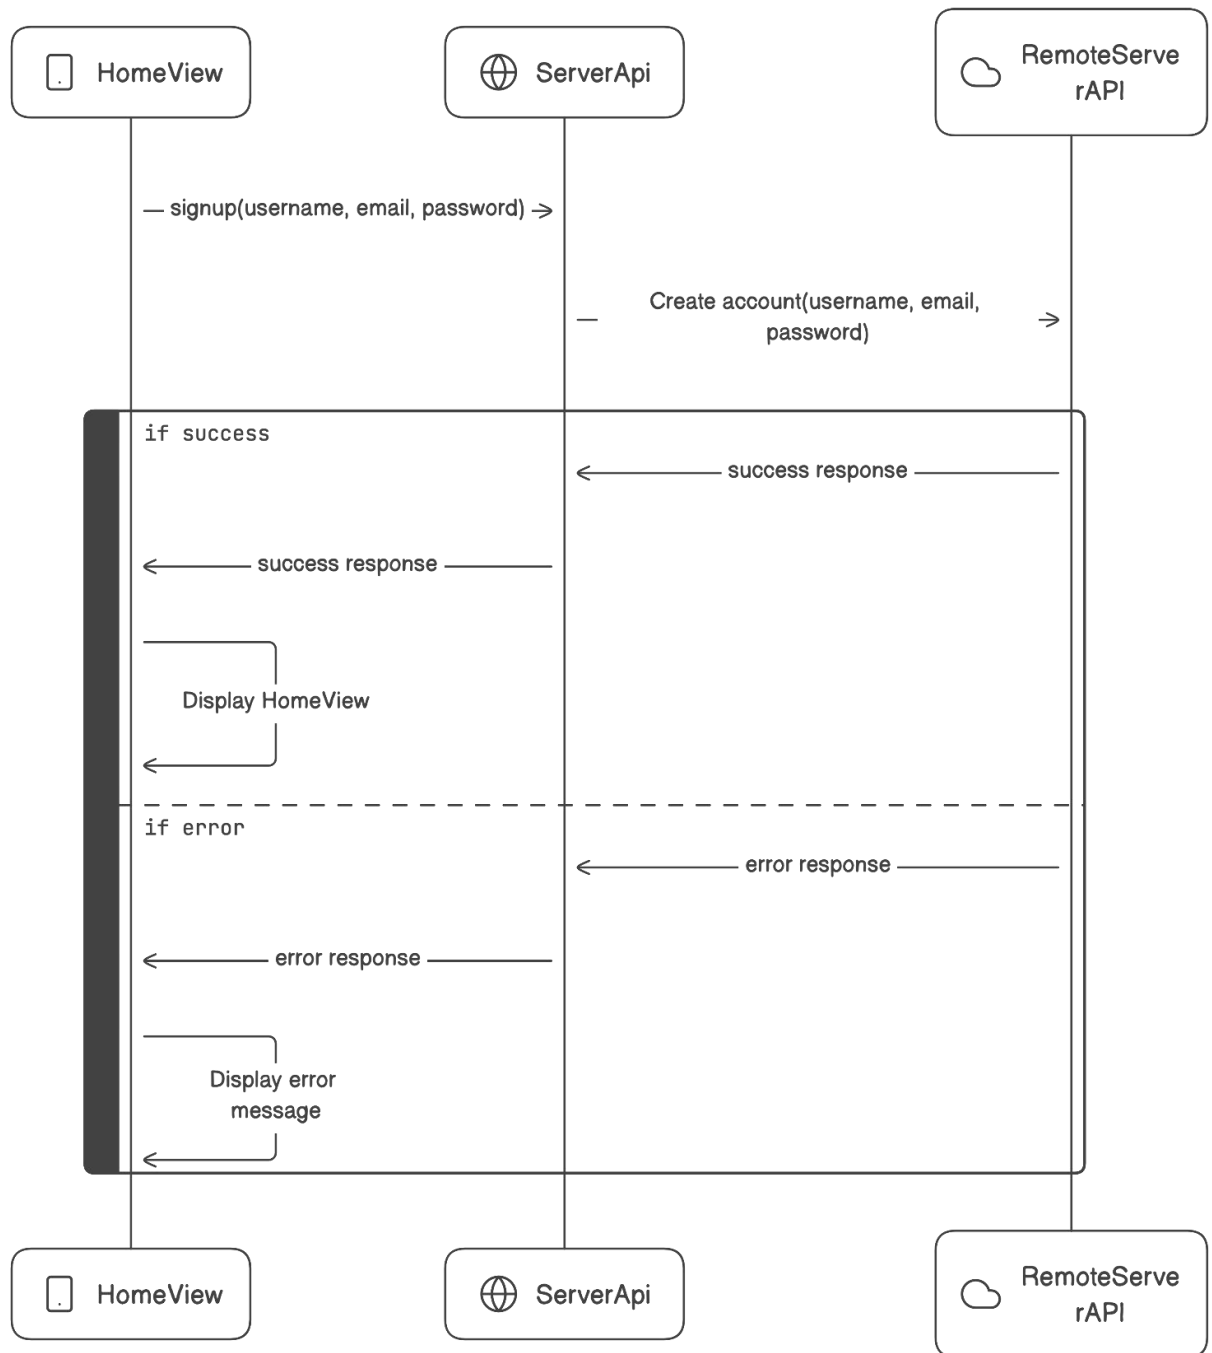 HomeView
ServerApi
RemoteServe
rAPI
signup(username, email, password)
Create account(username, email,
password)
if success
success response
success response
Display HomeView
if error
error response
error response
Display error
message
HomeView
ServerApi
RemoteServe
rAPI